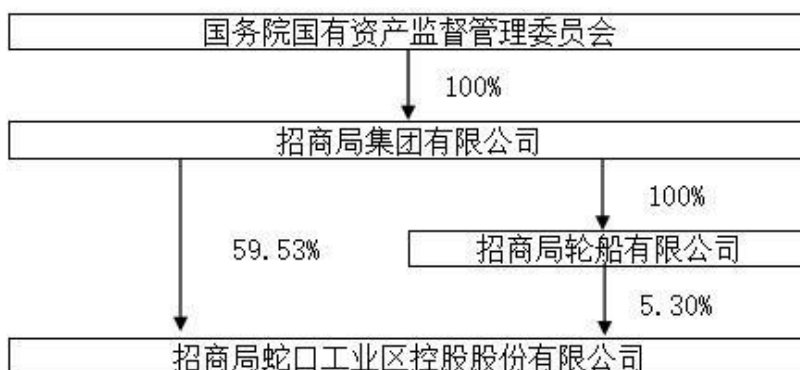 国务院国有资产监督管理委员会
100%
招商局集团有限公司
100%
59.53%
招商局轮船有限公司
5.30%
招商局蛇口工业区控股股份有限公司